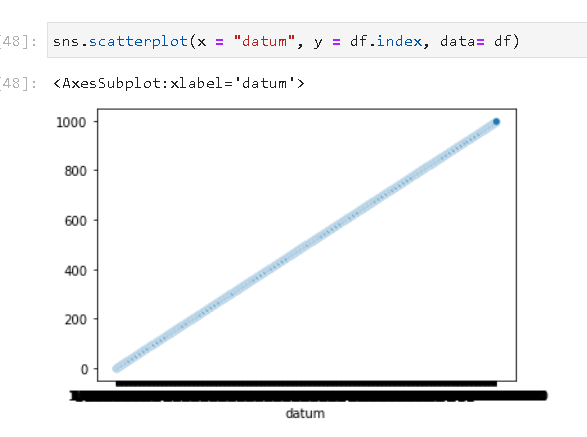 [48]: sns.scatterplot(x = "datum", y = df.index, data= df)
[48]: <AxesSubplot:xlabel='datum'>
1000
800
600
400
200
0
datum